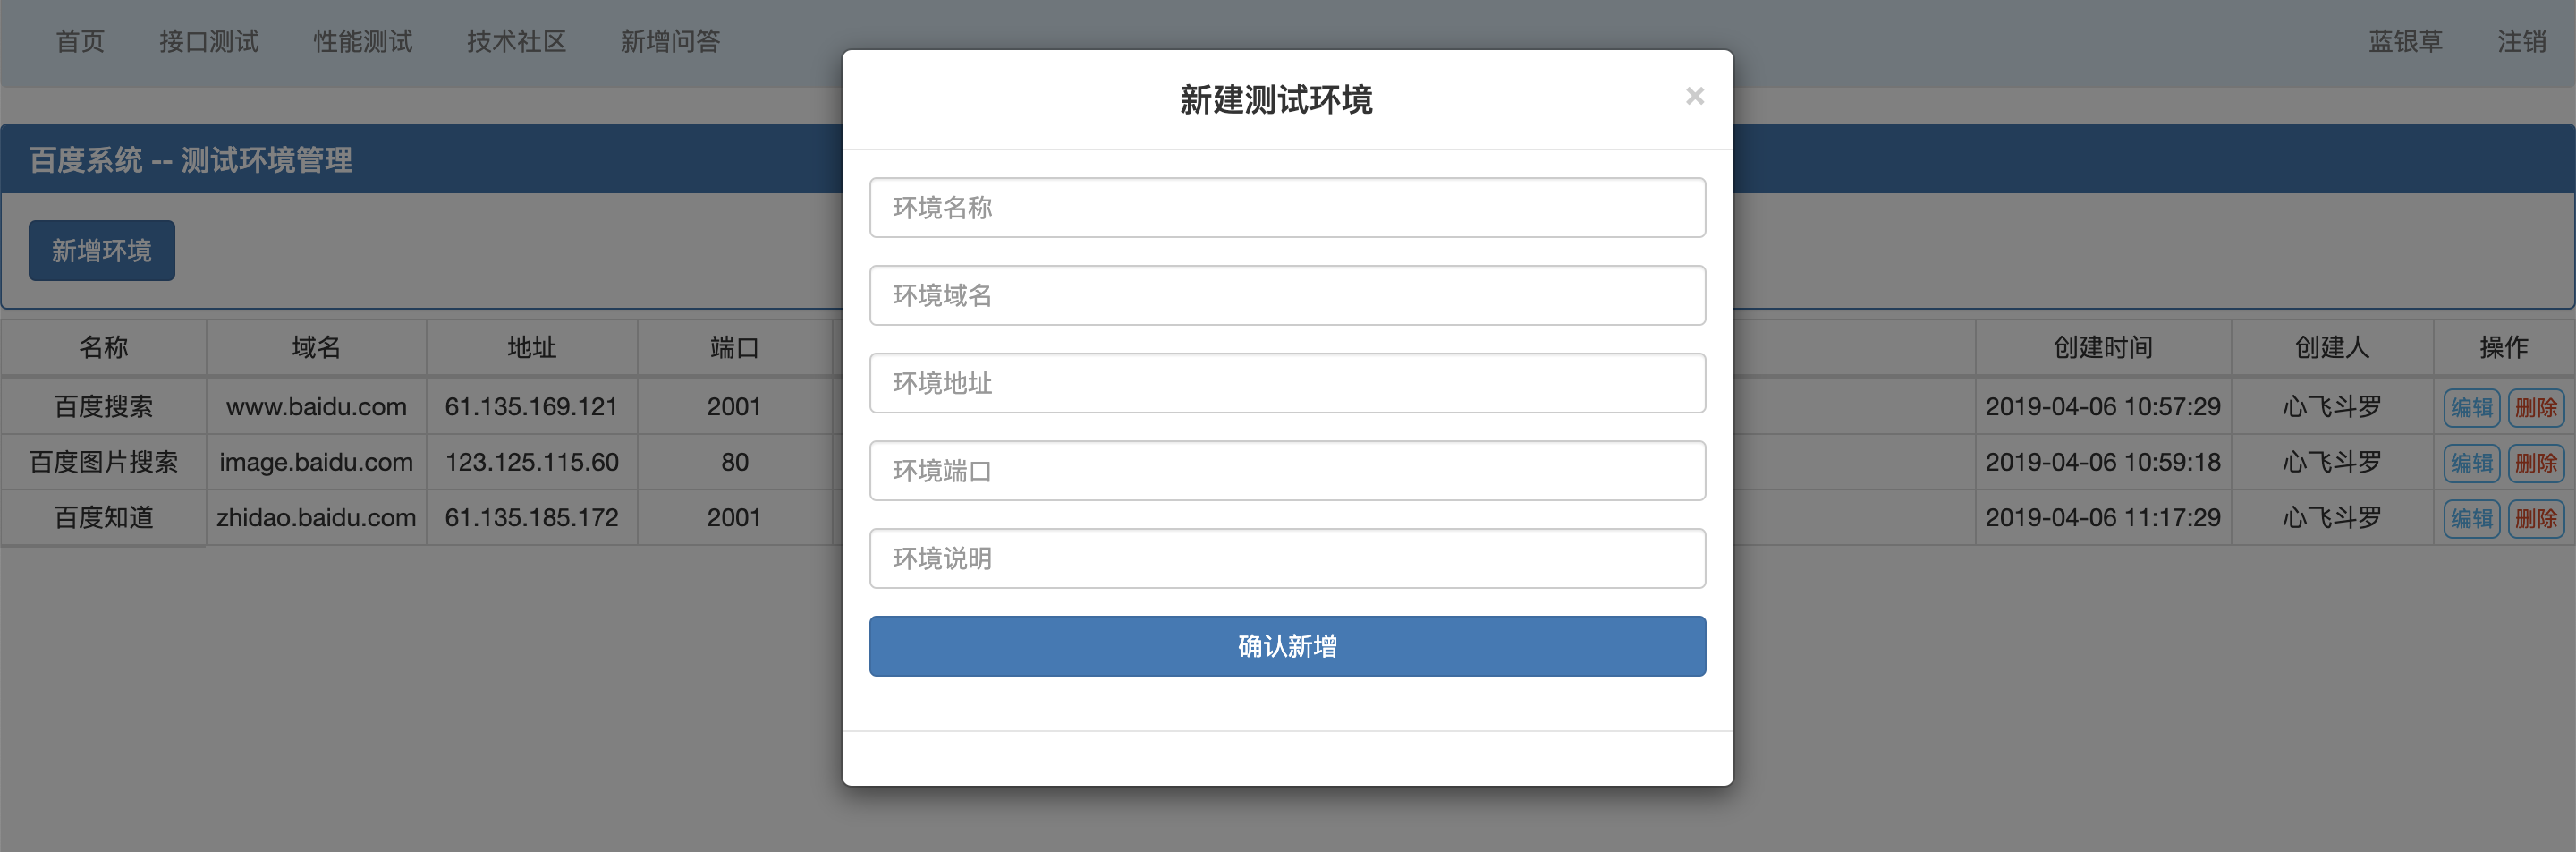 首页 接口测试 性能测试 技术社区 新增问答 蓝银草 注销
新建测试环境 ×
百度系统 -- 测试环境管理
新增环境
环境名称
环境域名
环境地址
环境端口
环境说明
确认新增
名称 域名 地址 端口 创建时间 创建人 操作
百度搜索 www.baidu.com 61.135.169.121 2001 2019-04-06 10:57:29 心飞斗罗 编辑 删除
百度图片搜索 image.baidu.com 123.125.115.60 80 2019-04-06 10:59:18 心飞斗罗 编辑 删除
百度知道 zhidao.baidu.com 61.135.185.172 2001 2019-04-06 11:17:29 心飞斗罗 编辑 删除